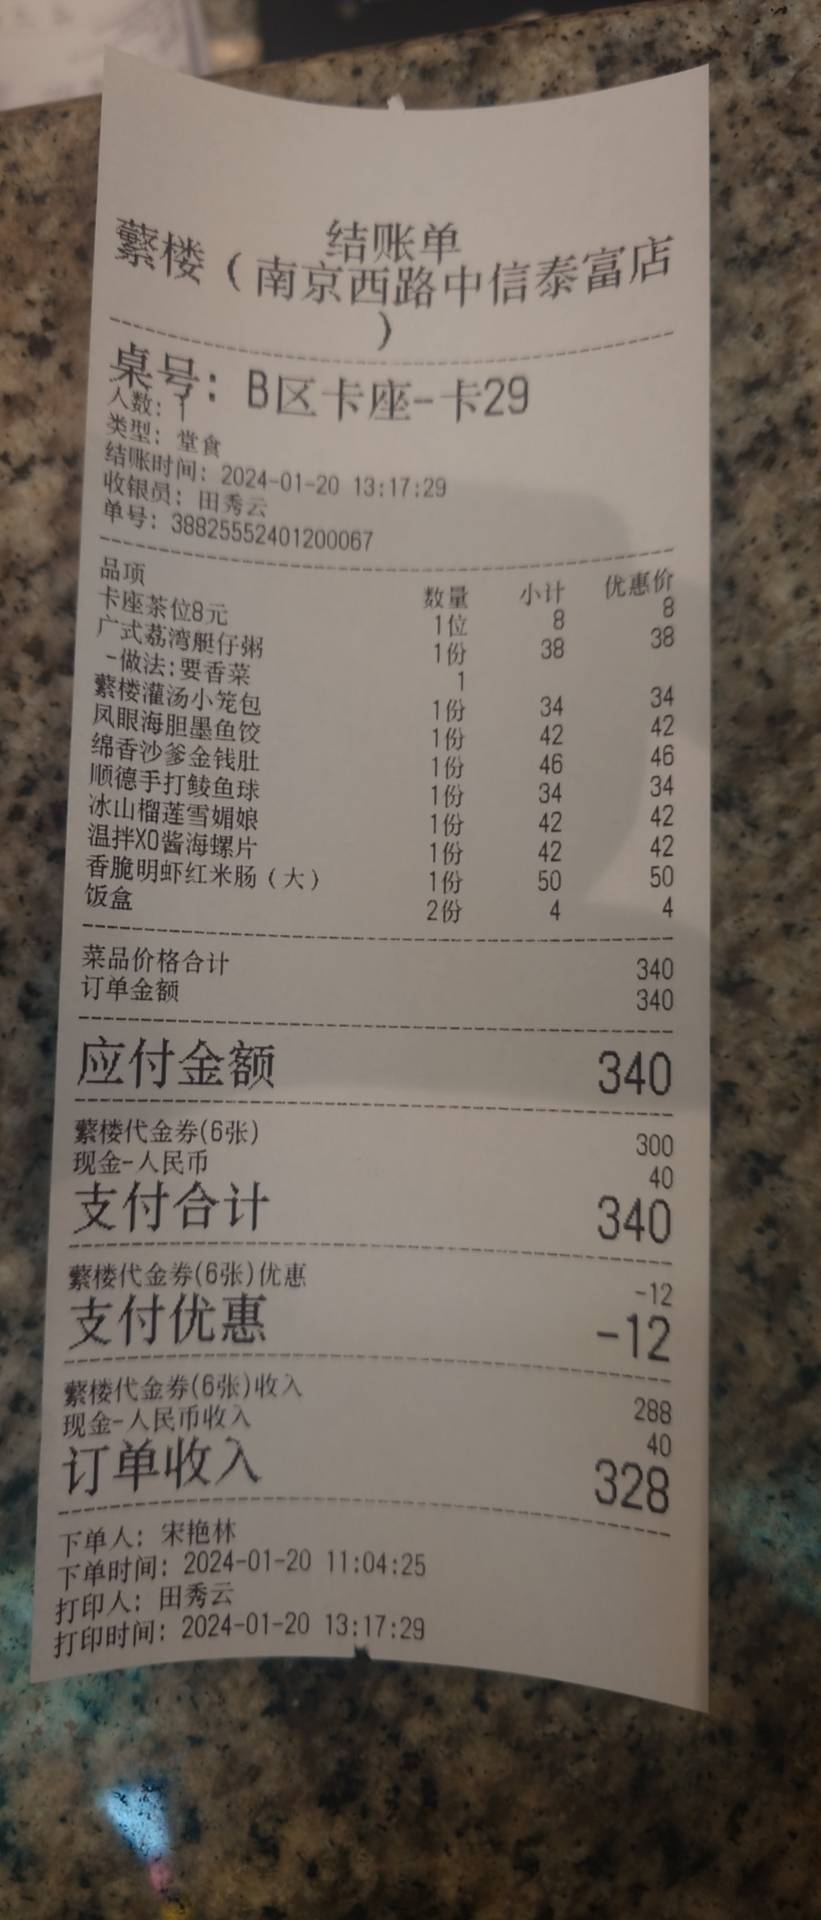 结账单
蘩楼（南京西路中信泰富店
）
桌号: B区卡座-卡29
人数: 1
类型: 堂食
结账时间: 2024-01-20 13:17:29
收银员: 田秀云
单号: 38825552401200067
品项 数量 小计 优惠价
卡座茶位8元 1位 8 8
广式荔湾艇仔粥 1份 38 38
-做法:要香菜 1
蘩楼灌汤小笼包 1份 34 34
凤眼海胆墨鱼饺 1份 42 42
绵香沙爹金钱肚 1份 46 46
顺德手打鲮鱼球 1份 34 34
冰山榴莲雪媚娘 1份 42 42
温拌XO酱海螺片 1份 42 42
香脆明虾红米肠（大） 1份 50 50
饭盒 2份 4 4
菜品价格合计 340
订单金额 340
应付金额 340
蘩楼代金券(6张) 300
现金-人民币 40
支付合计 340
蘩楼代金券(6张)优惠 -12
支付优惠 -12
蘩楼代金券(6张)收入 288
现金-人民币收入 40
订单收入 328
下单人: 宋艳林
下单时间: 2024-01-20 11:04:25
打印人: 田秀云
打印时间: 2024-01-20 13:17:29